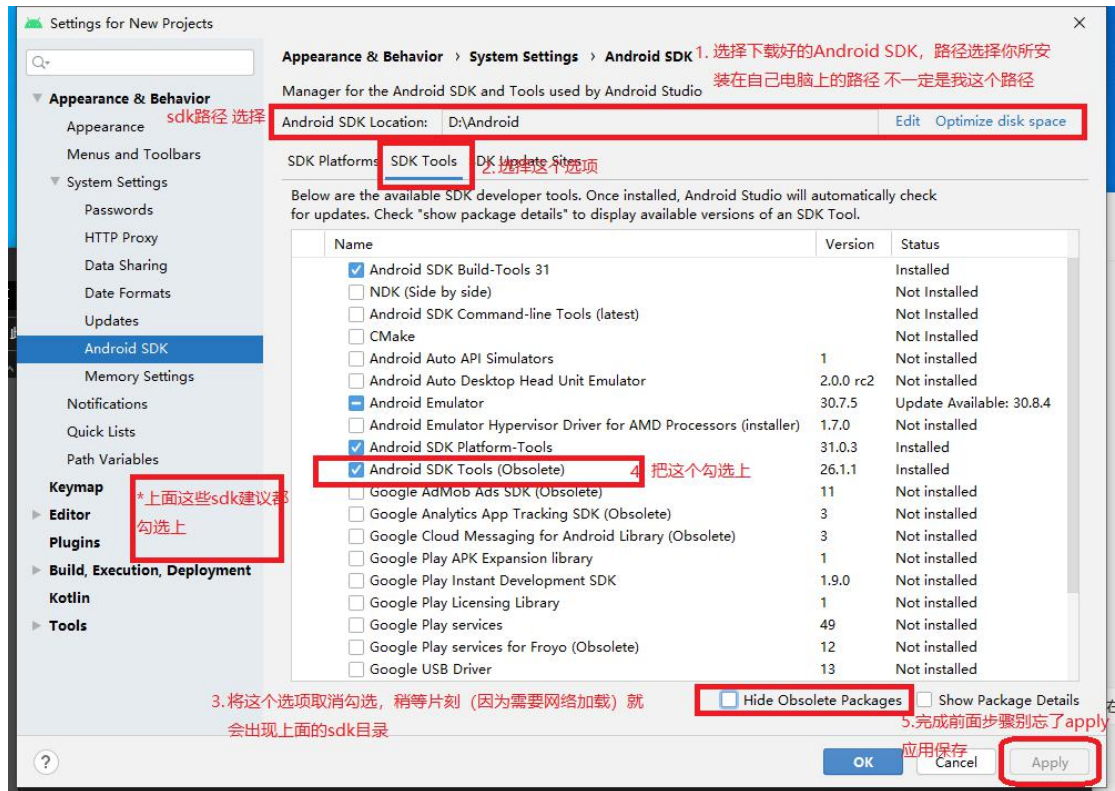 Settings for New Projects
Appearance & Behavior › System Settings › Android SDK
1. 选择下载好的Android SDK，路径选择你所安
装在自己电脑上的路径 不一定是我这个路径
Manager for the Android SDK and Tools used by Android Studio
Appearance & Behavior
sdk路径 选择
Android SDK Location: D:\Android Edit Optimize disk space
Appearance
Menus and Toolbars
System Settings
Passwords
HTTP Proxy
Data Sharing
Date Formats
Updates
Android SDK
Memory Settings
Notifications
Quick Lists
Path Variables
Keymap
Editor
Plugins
Build, Execution, Deployment
Kotlin
Tools
*上面这些sdk建议都
勾选上
SDK Platforms SDK Tools SDK Update Sites
2.选择这个选项
Below are the available SDK developer tools. Once installed, Android Studio will automatically check
for updates. Check "show package details" to display available versions of an SDK Tool.
Name Version Status
Android SDK Build-Tools 31 Installed
NDK (Side by side) Not Installed
Android SDK Command-line Tools (latest) Not Installed
CMake Not Installed
Android Auto API Simulators 1 Not installed
Android Auto Desktop Head Unit Emulator 2.0.0 rc2 Not installed
Android Emulator 30.7.5 Update Available: 30.8.4
Android Emulator Hypervisor Driver for AMD Processors (installer) 1.7.0 Not installed
Android SDK Platform-Tools 31.0.3 Installed
Android SDK Tools (Obsolete) 26.1.1 Installed
4 把这个勾选上
Google AdMob Ads SDK (Obsolete) 11 Not installed
Google Analytics App Tracking SDK (Obsolete) 3 Not installed
Google Cloud Messaging for Android Library (Obsolete) 3 Not installed
Google Play APK Expansion library 1 Not installed
Google Play Instant Development SDK 1.9.0 Not installed
Google Play Licensing Library 1 Not installed
Google Play services 49 Not installed
Google Play services for Froyo (Obsolete) 12 Not installed
Google USB Driver 13 Not installed
3.将这个选项取消勾选，稍等片刻（因为需要网络加载）就
会出现上面的sdk目录
Hide Obsolete Packages Show Package Details
5.完成前面步骤别忘了apply
应用保存
? OK Cancel Apply